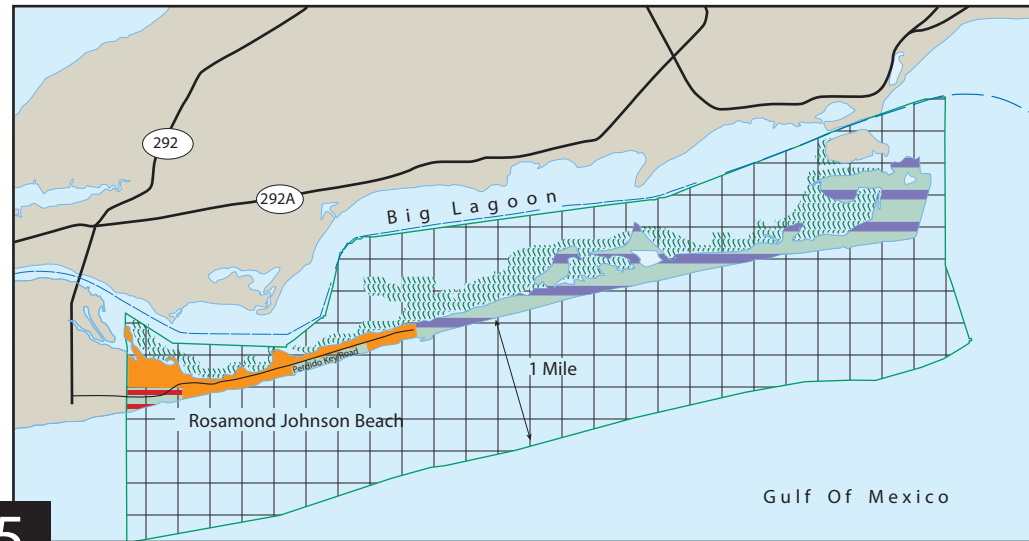 292
292A
Big Lagoon
Perdido Key Road
1 Mile
Rosamond Johnson Beach
Gulf Of Mexico
5